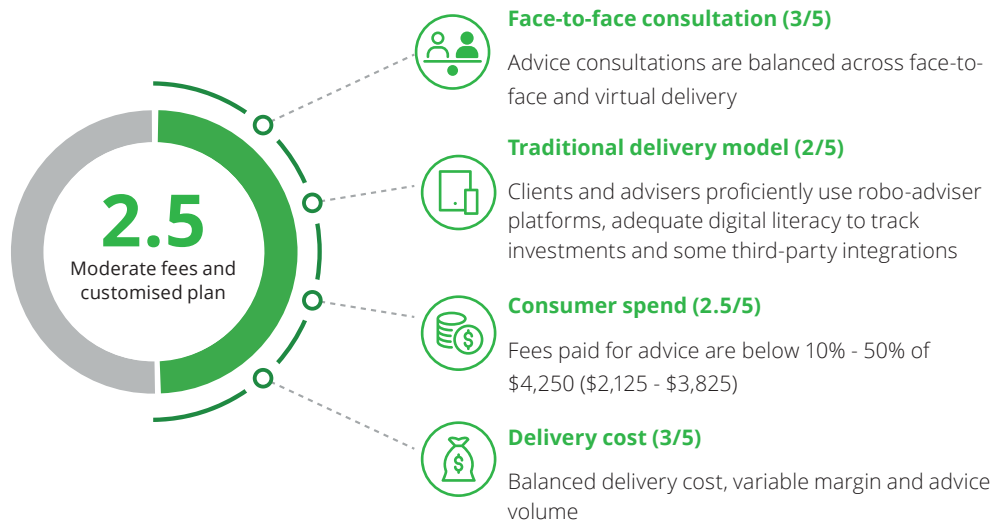 2.5
Moderate fees and
customised plan
Face-to-face consultation (3/5)
Advice consultations are balanced across face-to-
face and virtual delivery
Traditional delivery model (2/5)
Clients and advisers proficiently use robo-adviser
platforms, adequate digital literacy to track
investments and some third-party integrations
Consumer spend (2.5/5)
Fees paid for advice are below 10% - 50% of
$4,250 ($2,125 - $3,825)
Delivery cost (3/5)
Balanced delivery cost, variable margin and advice
volume